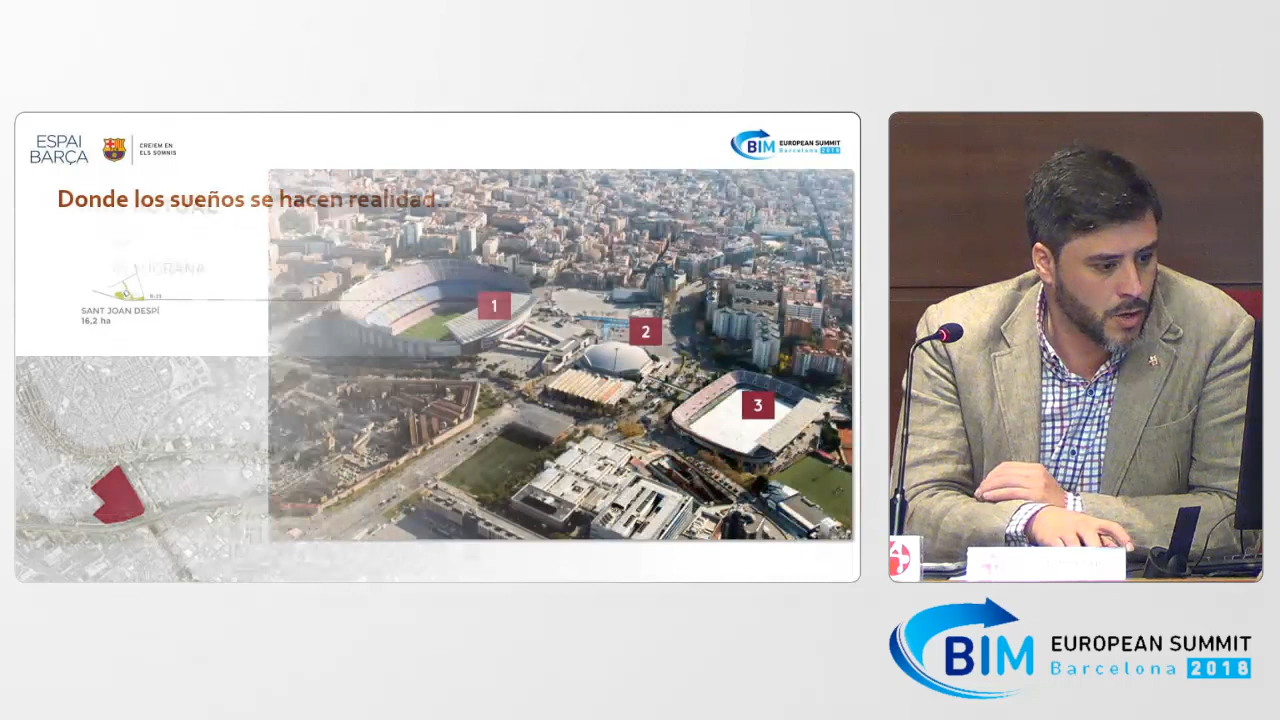 ESPAI
BARÇA
CREIEM EN
ELS SOMNIS
BIM EUROPEAN SUMMIT
Barcelona 2018
Donde los sueños se hacen realidad..
SANT JOAN DESPÍ
16,2 ha
1
2
3
BIM EUROPEAN SUMMIT
Barcelona 2018